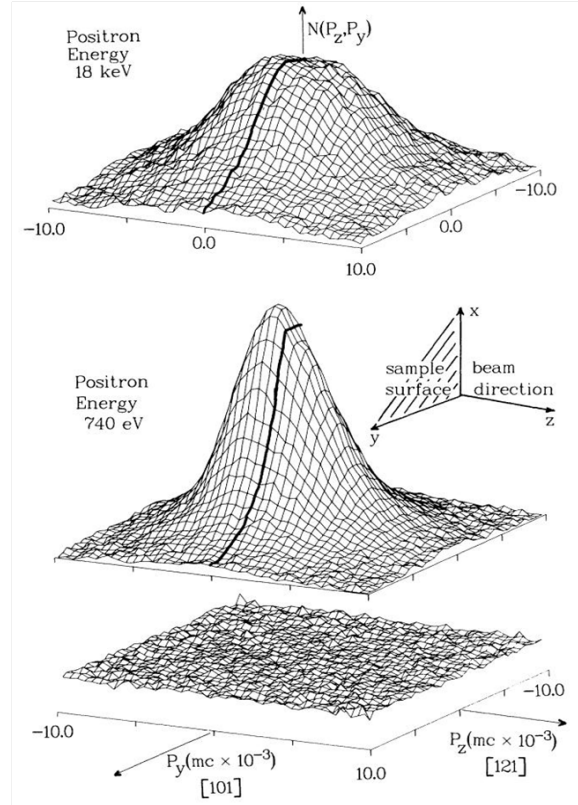 Positron
Energy
18 keV
N(P_z,P_y)
−10.0
0.0
10.0
0.0
−10.0
Positron
Energy
740 eV
x
sample
surface
beam
direction
y
z
−10.0
10.0
−10.0
P_y(mc × 10^−3)
[101]
P_z(mc × 10^−3)
[121]